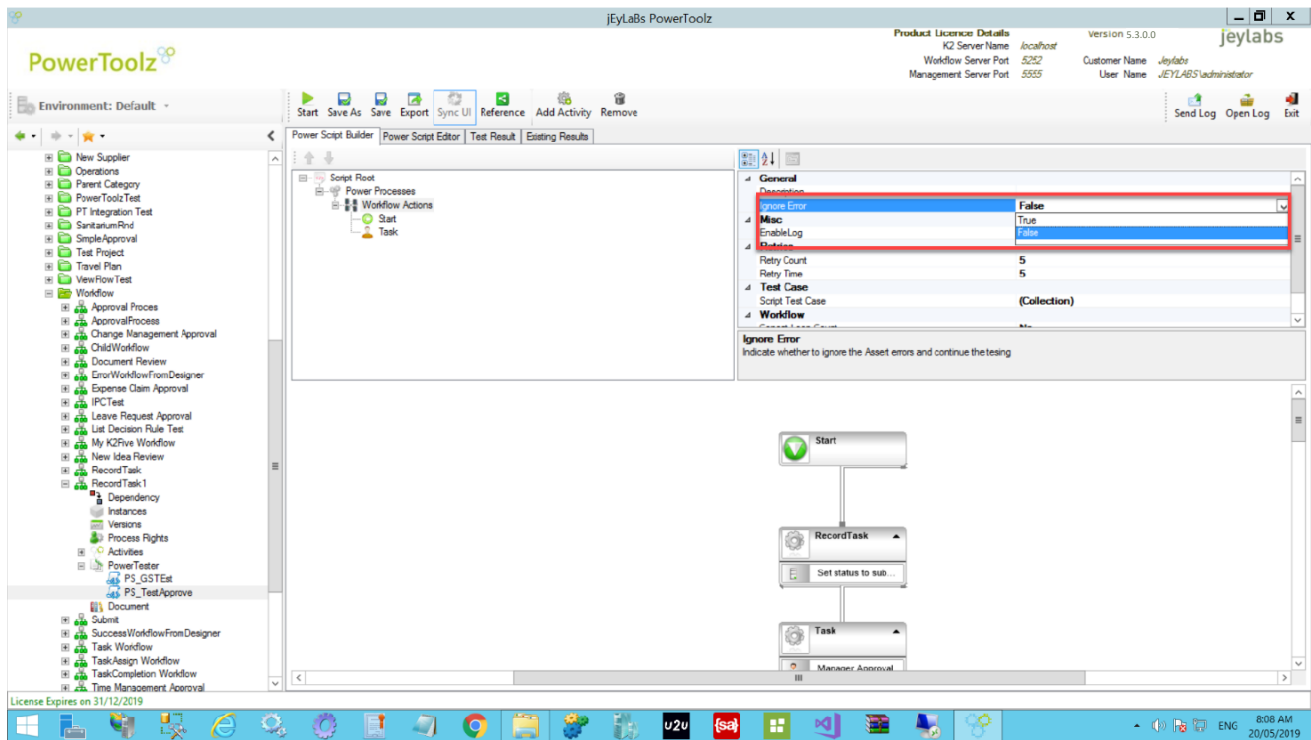 jEyLaBs PowerToolz
PowerToolz
Product Licence Details
Version 5.3.0.0
jeylabs
K2 Server Name localhost
Workflow Server Port 5252 Customer Name Jeylabs
Management Server Port 5555 User Name JEYLABS\administrator
Environment: Default
Start Save As Save Export Sync UI Reference Add Activity Remove
Send Log Open Log Exit
Power Script Builder Power Script Editor Test Result Existing Results
New Supplier
Operations
Parent Category
PowerToolzTest
PT Integration Test
SanitariumRnd
SimpleApproval
Test Project
Travel Plan
ViewFlowTest
Workflow
Approval Proces
ApprovalProcess
Change Management Approval
ChildWorkflow
Document Review
ErrorWorkflowFromDesigner
Expense Claim Approval
IPCTest
Leave Request Approval
List Decision Rule Test
My K2Five Workflow
New Idea Review
RecordTask
RecordTask1
Dependency
Instances
Versions
Process Rights
Activities
PowerTester
PS_GSTEst
PS_TestApprove
Document
Submit
SuccessWorkflowFromDesigner
Task Workflow
TaskAssign Workflow
TaskCompletion Workflow
Time Management Approval
Script Root
Power Processes
Workflow Actions
Start
Task
General
Description
Ignore Error False
Misc True
EnableLog False
Retries
Retry Count 5
Retry Time 5
Test Case
Script Test Case (Collection)
Workflow
Ignore Error
Indicate whether to ignore the Asset errors and continue the tesing
Start
RecordTask
Set status to sub...
Task
Manager Approval
License Expires on 31/12/2019
u2u
{sa}
ENG
8:08 AM
20/05/2019